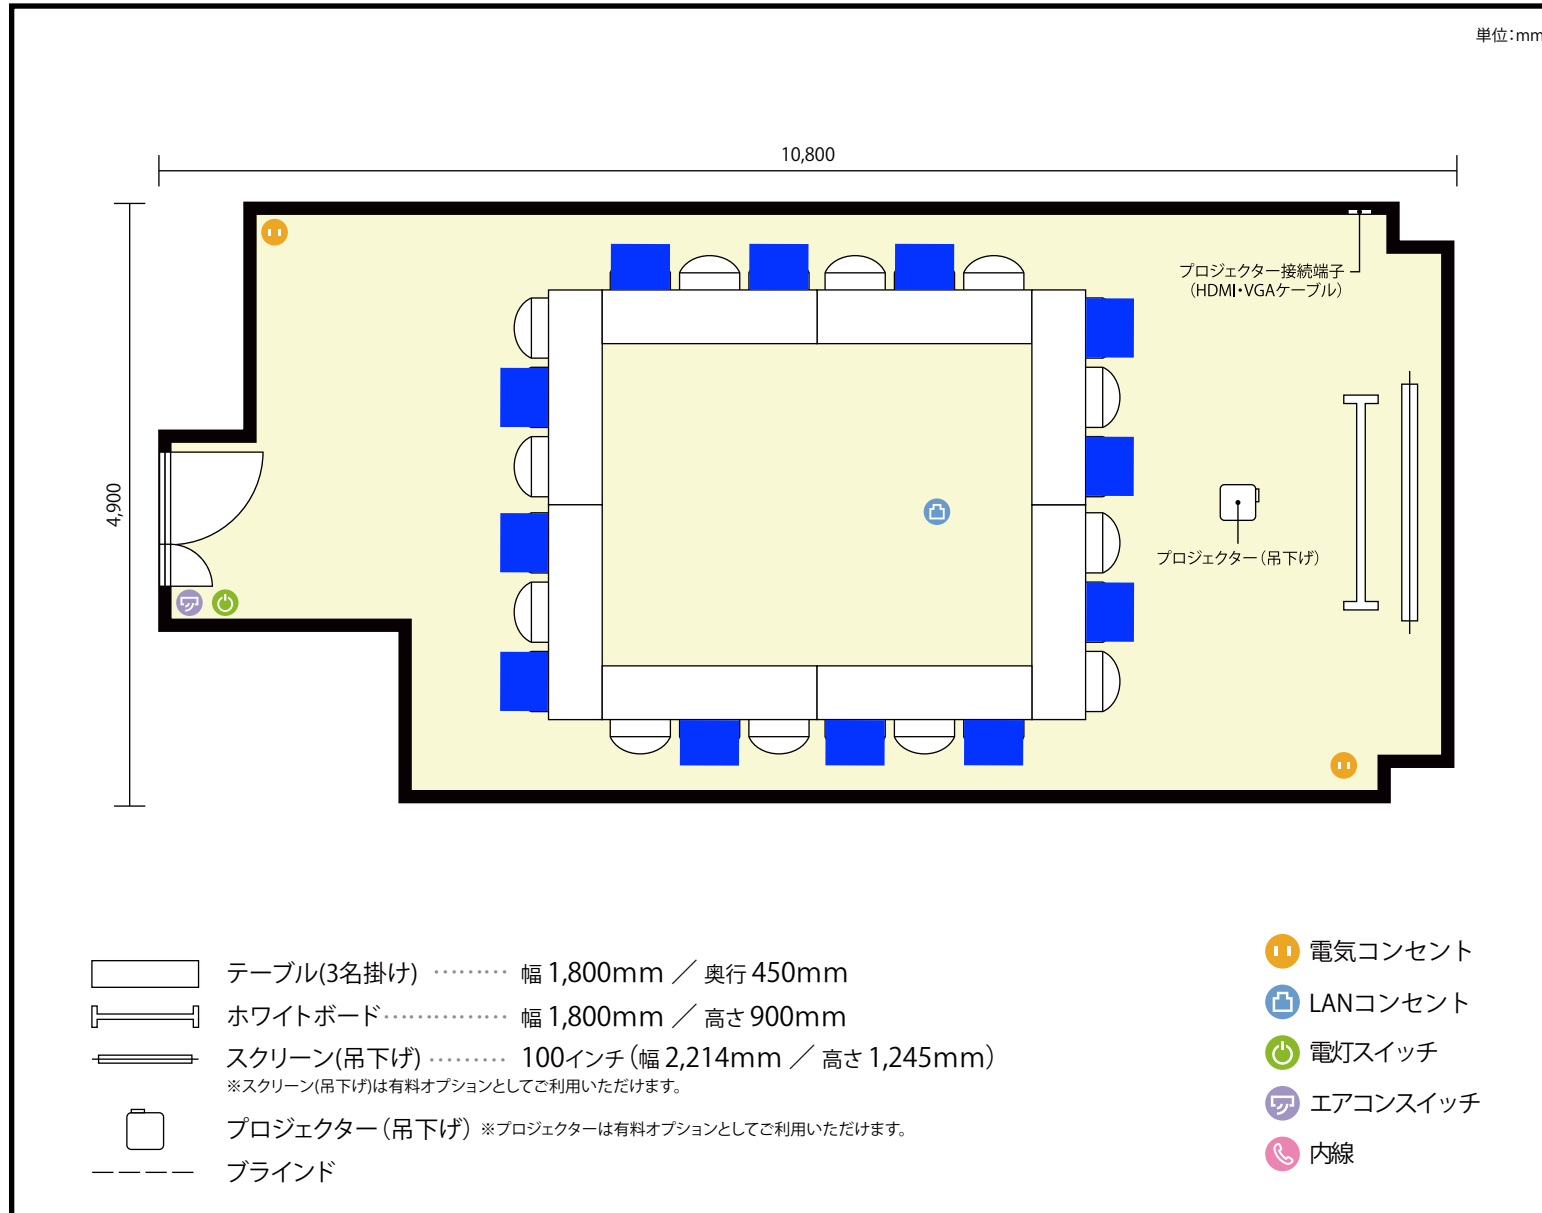 単位：mm
10,800
プロジェクター接続端子
（HDMI・VGAケーブル）
4,900
プロジェクター（吊下げ）
テーブル(3名掛け) ……… 幅 1,800mm ／ 奥行 450mm
ホワイトボード…………… 幅 1,800mm ／ 高さ 900mm
スクリーン(吊下げ) ……… 100インチ（幅 2,214mm ／ 高さ 1,245mm）
※スクリーン(吊下げ)は有料オプションとしてご利用いただけます。
プロジェクター（吊下げ） ※プロジェクターは有料オプションとしてご利用いただけます。
ブラインド
電気コンセント
LANコンセント
電灯スイッチ
エアコンスイッチ
内線